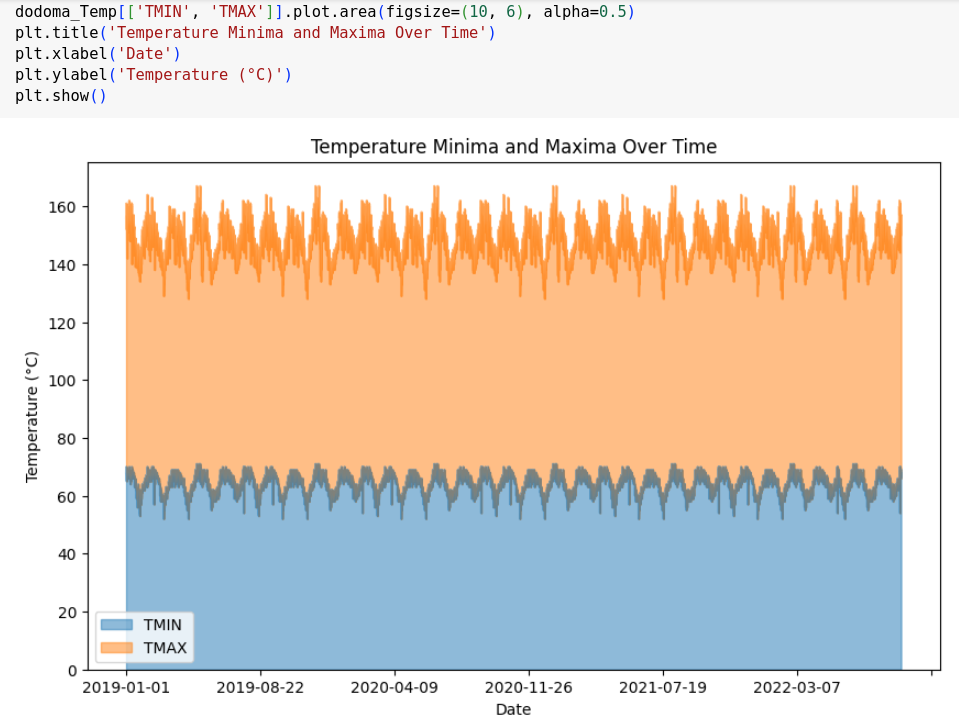 dodoma_Temp[['TMIN', 'TMAX']].plot.area(figsize=(10, 6), alpha=0.5)
plt.title('Temperature Minima and Maxima Over Time')
plt.xlabel('Date')
plt.ylabel('Temperature (°C)')
plt.show()
Temperature Minima and Maxima Over Time
160
140
120
100
80
60
40
20
0
Temperature (°C)
TMIN
TMAX
2019-01-01 2019-08-22 2020-04-09 2020-11-26 2021-07-19 2022-03-07
Date